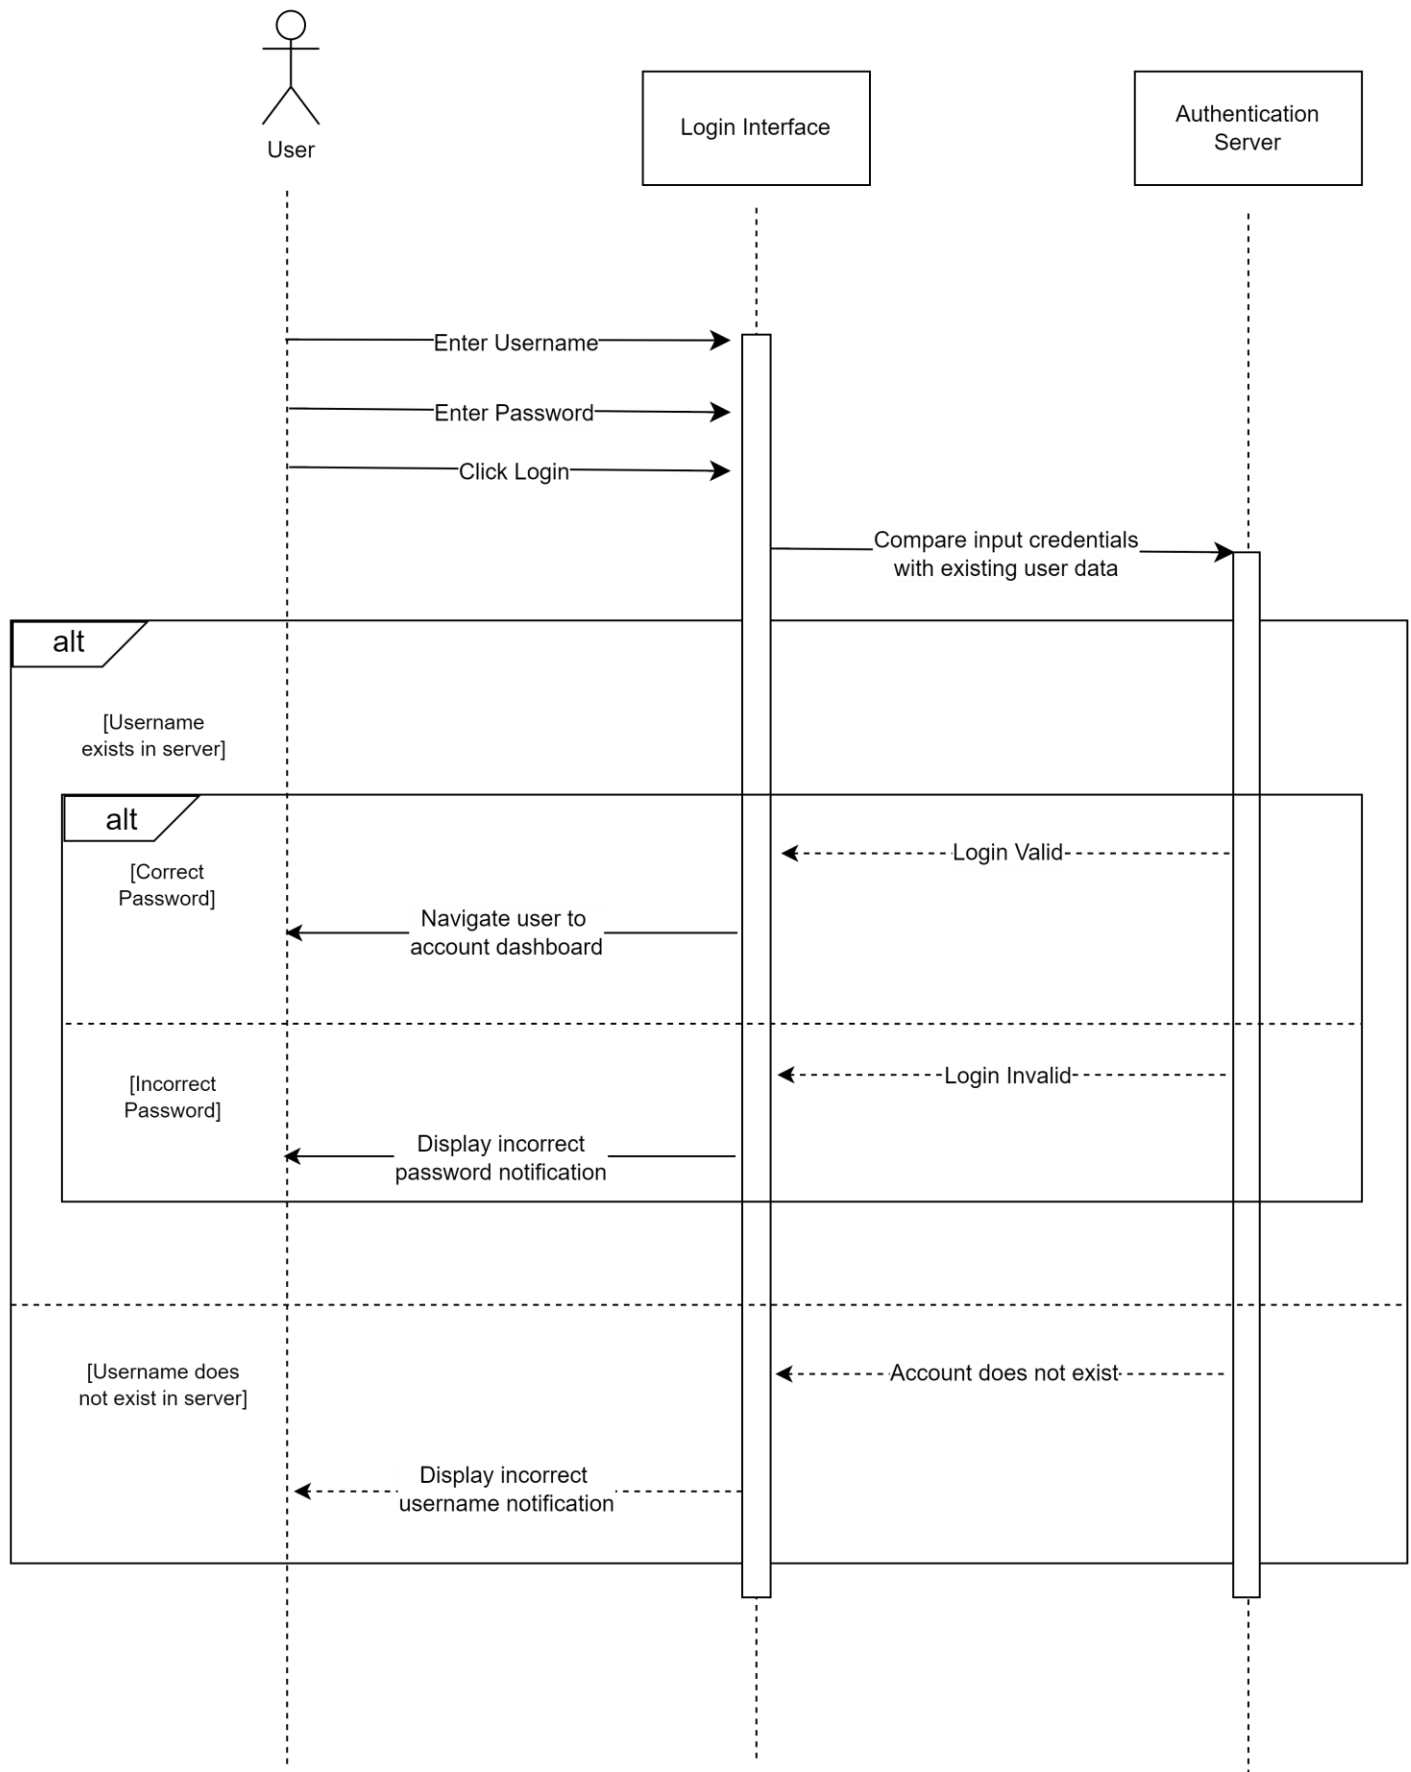 User
Login Interface
Authentication
Server
Enter Username
Enter Password
Click Login
Compare input credentials
with existing user data
alt
[Username
exists in server]
alt
Login Valid
[Correct
Password]
Navigate user to
account dashboard
Login Invalid
[Incorrect
Password]
Display incorrect
password notification
[Username does
not exist in server]
Account does not exist
Display incorrect
username notification